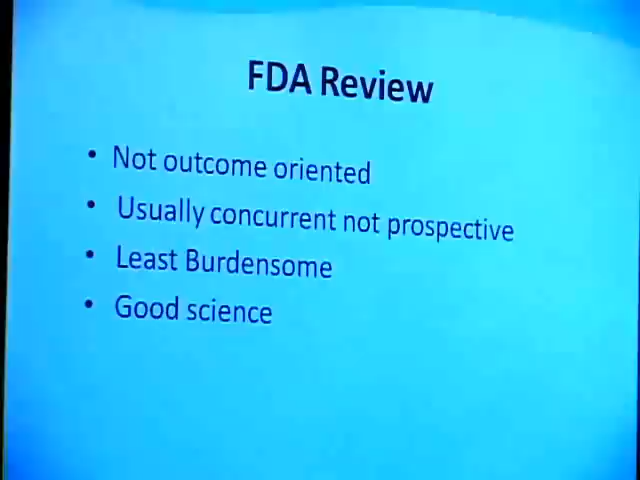 FDA Review
• Not outcome oriented
• Usually concurrent not prospective
• Least Burdensome
• Good science